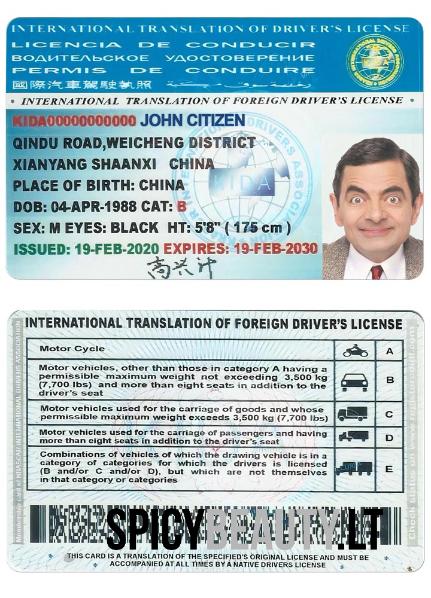 INTERNATIONAL TRANSLATION OF DRIVER'S LICENSE
LICENCIA DE CONDUCIR
ВОДИТЕЛЬСКОЕ УДОСТОВЕРЕНИЕ
PERMIS DE CONDUIRE
國際汽車駕駛執照
· INTERNATIONAL TRANSLATION OF FOREIGN DRIVER'S LICENSE ·
KIDA00000000000 JOHN CITIZEN
QINDU ROAD,WEICHENG DISTRICT
XIANYANG SHAANXI CHINA
PLACE OF BIRTH: CHINA
DOB: 04-APR-1988 CAT: B
SEX: M EYES: BLACK HT: 5'8" ( 175 cm )
ISSUED: 19-FEB-2020 EXPIRES: 19-FEB-2030
INTERNATIONAL TRANSLATION OF FOREIGN DRIVER'S LICENSE
Motor Cycle A
Motor vehicles, other than those in category A having a
permissible maximum weight not exceeding 3,500 kg
(7,700 lbs) and more than eight seats in addition to the
driver's seat B
Motor vehicles used for the carriage of goods and whose
permissible maximum weight exceeds 3,500 kg (7,700 lbs) C
Motor vehicles used for the carriage of passengers and having
more than eight seats in addition to the driver's seat D
Combinations of vehicles of which the drawing vehicle is in a
category of categories for which the drivers is licensed
(B and/or C and/or D), but which are not themselves
in that category or categories E
SPICYBEAUTY.LT
THIS CARD IS A TRANSLATION OF THE SPECIFIED'S ORIGINAL LICENSE AND MUST BE
ACCOMPANIED AT ALL TIMES BY A NATIVE DRIVERS LICENSE